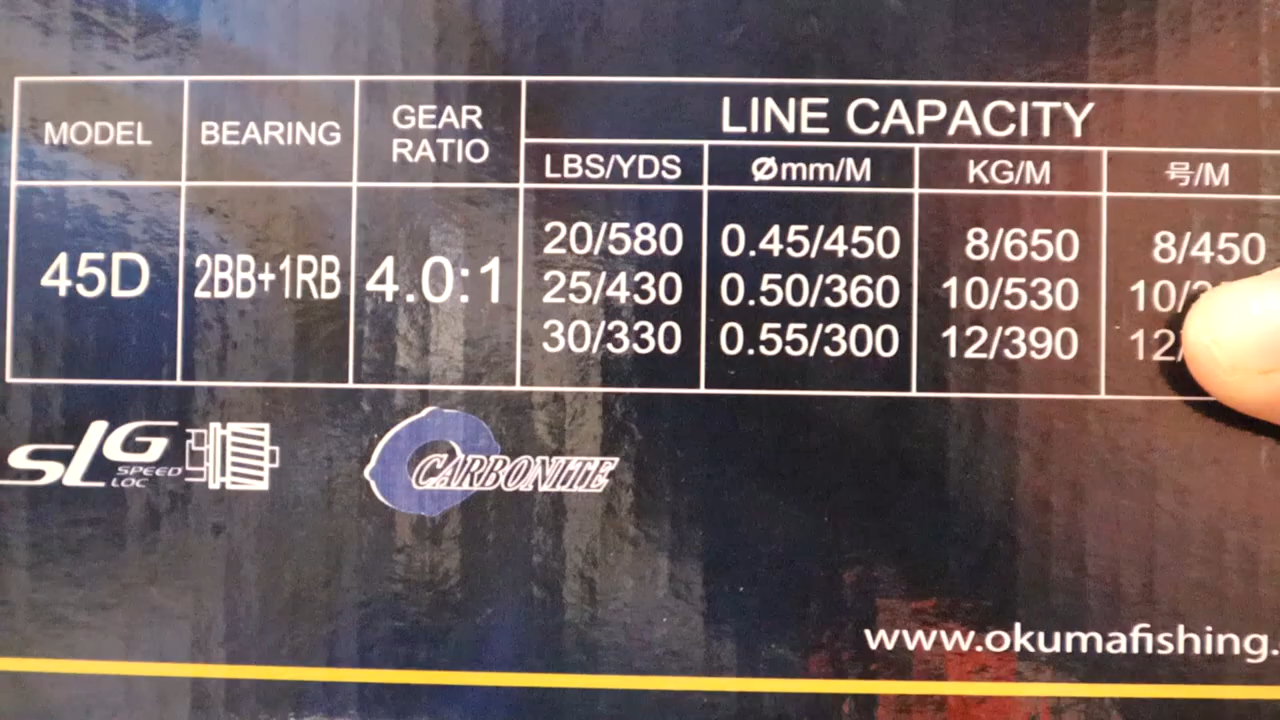 MODEL BEARING GEAR RATIO LINE CAPACITY
LBS/YDS Ømm/M KG/M 号/M
45D 2BB+1RB 4.0:1
20/580 0.45/450 8/650 8/450
25/430 0.50/360 10/530
30/330 0.55/300 12/390
SLG SPEED LOC
CARBONITE
www.okumafishing.